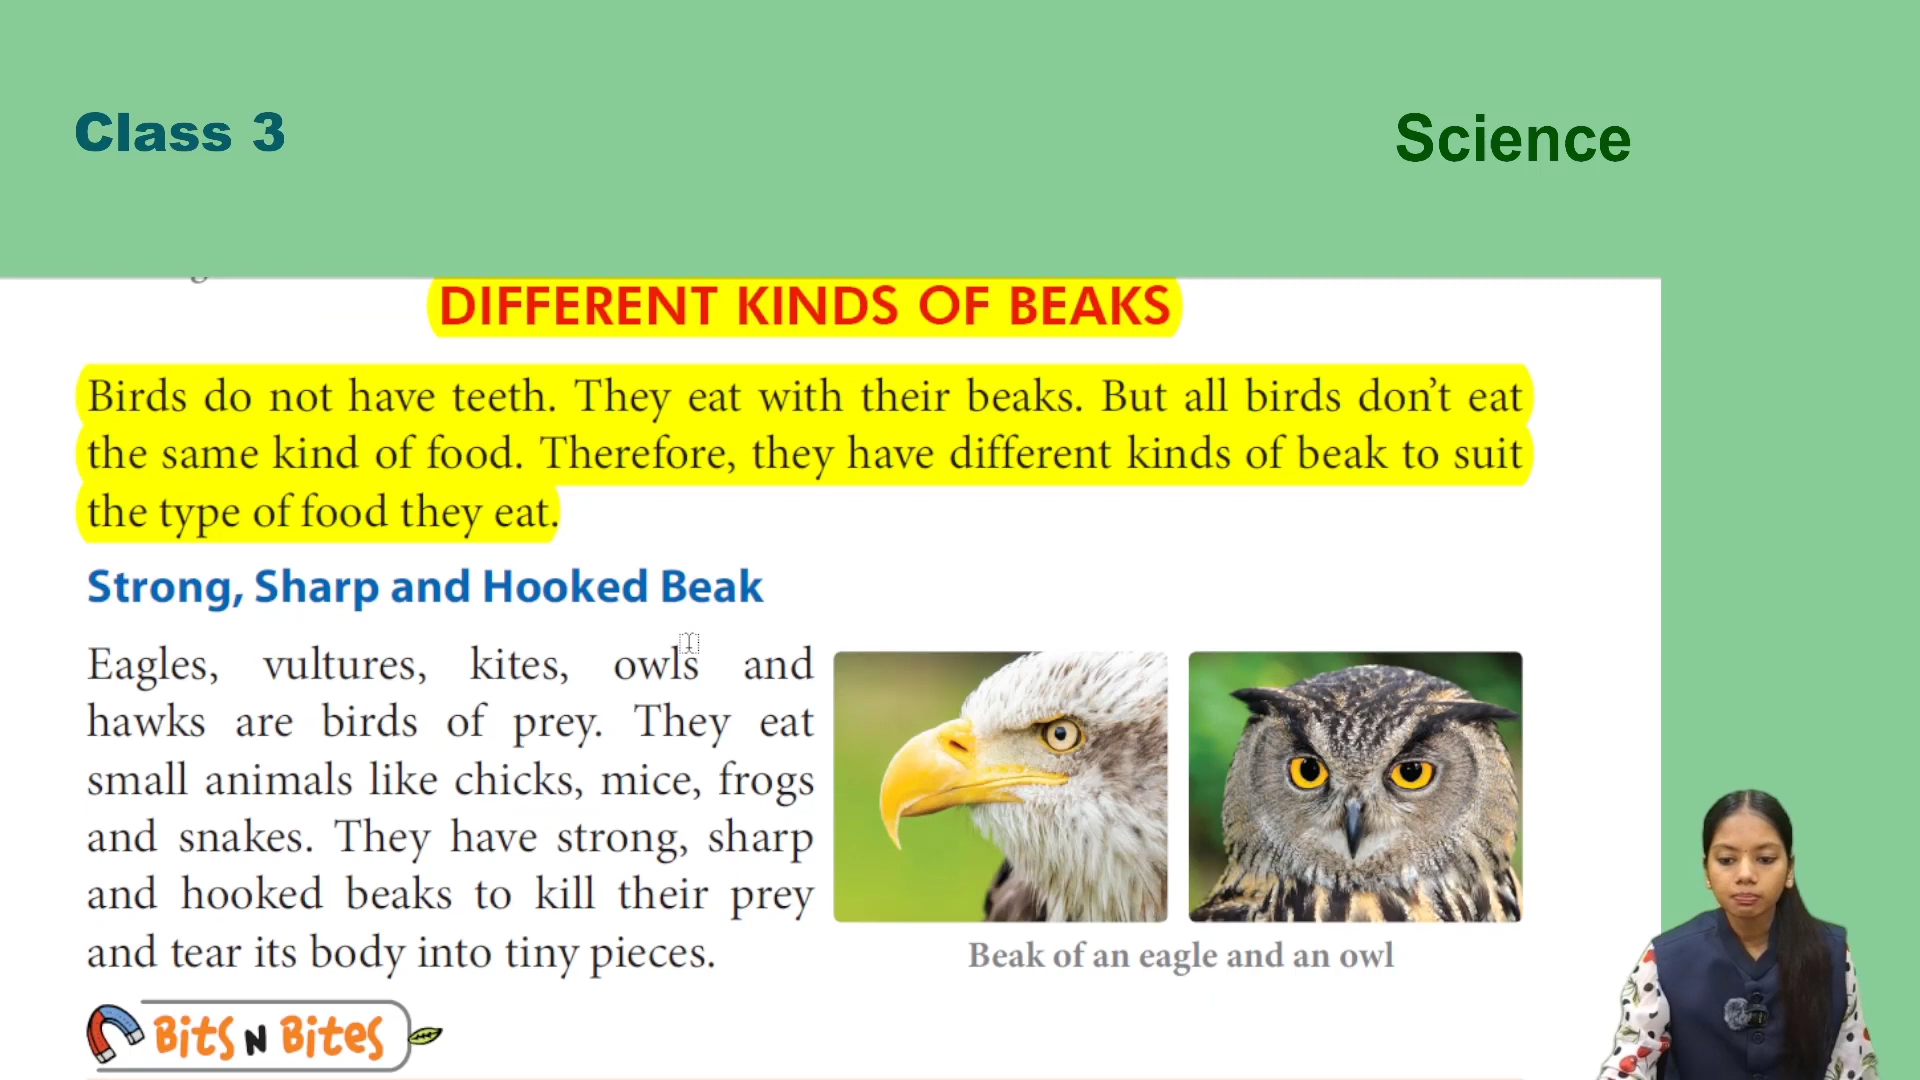 Class 3
Science
DIFFERENT KINDS OF BEAKS
Birds do not have teeth. They eat with their beaks. But all birds don’t eat
the same kind of food. Therefore, they have different kinds of beak to suit
the type of food they eat.
Strong, Sharp and Hooked Beak
Eagles, vultures, kites, owls and
hawks are birds of prey. They eat
small animals like chicks, mice, frogs
and snakes. They have strong, sharp
and hooked beaks to kill their prey
and tear its body into tiny pieces.
Beak of an eagle and an owl
Bits N Bites